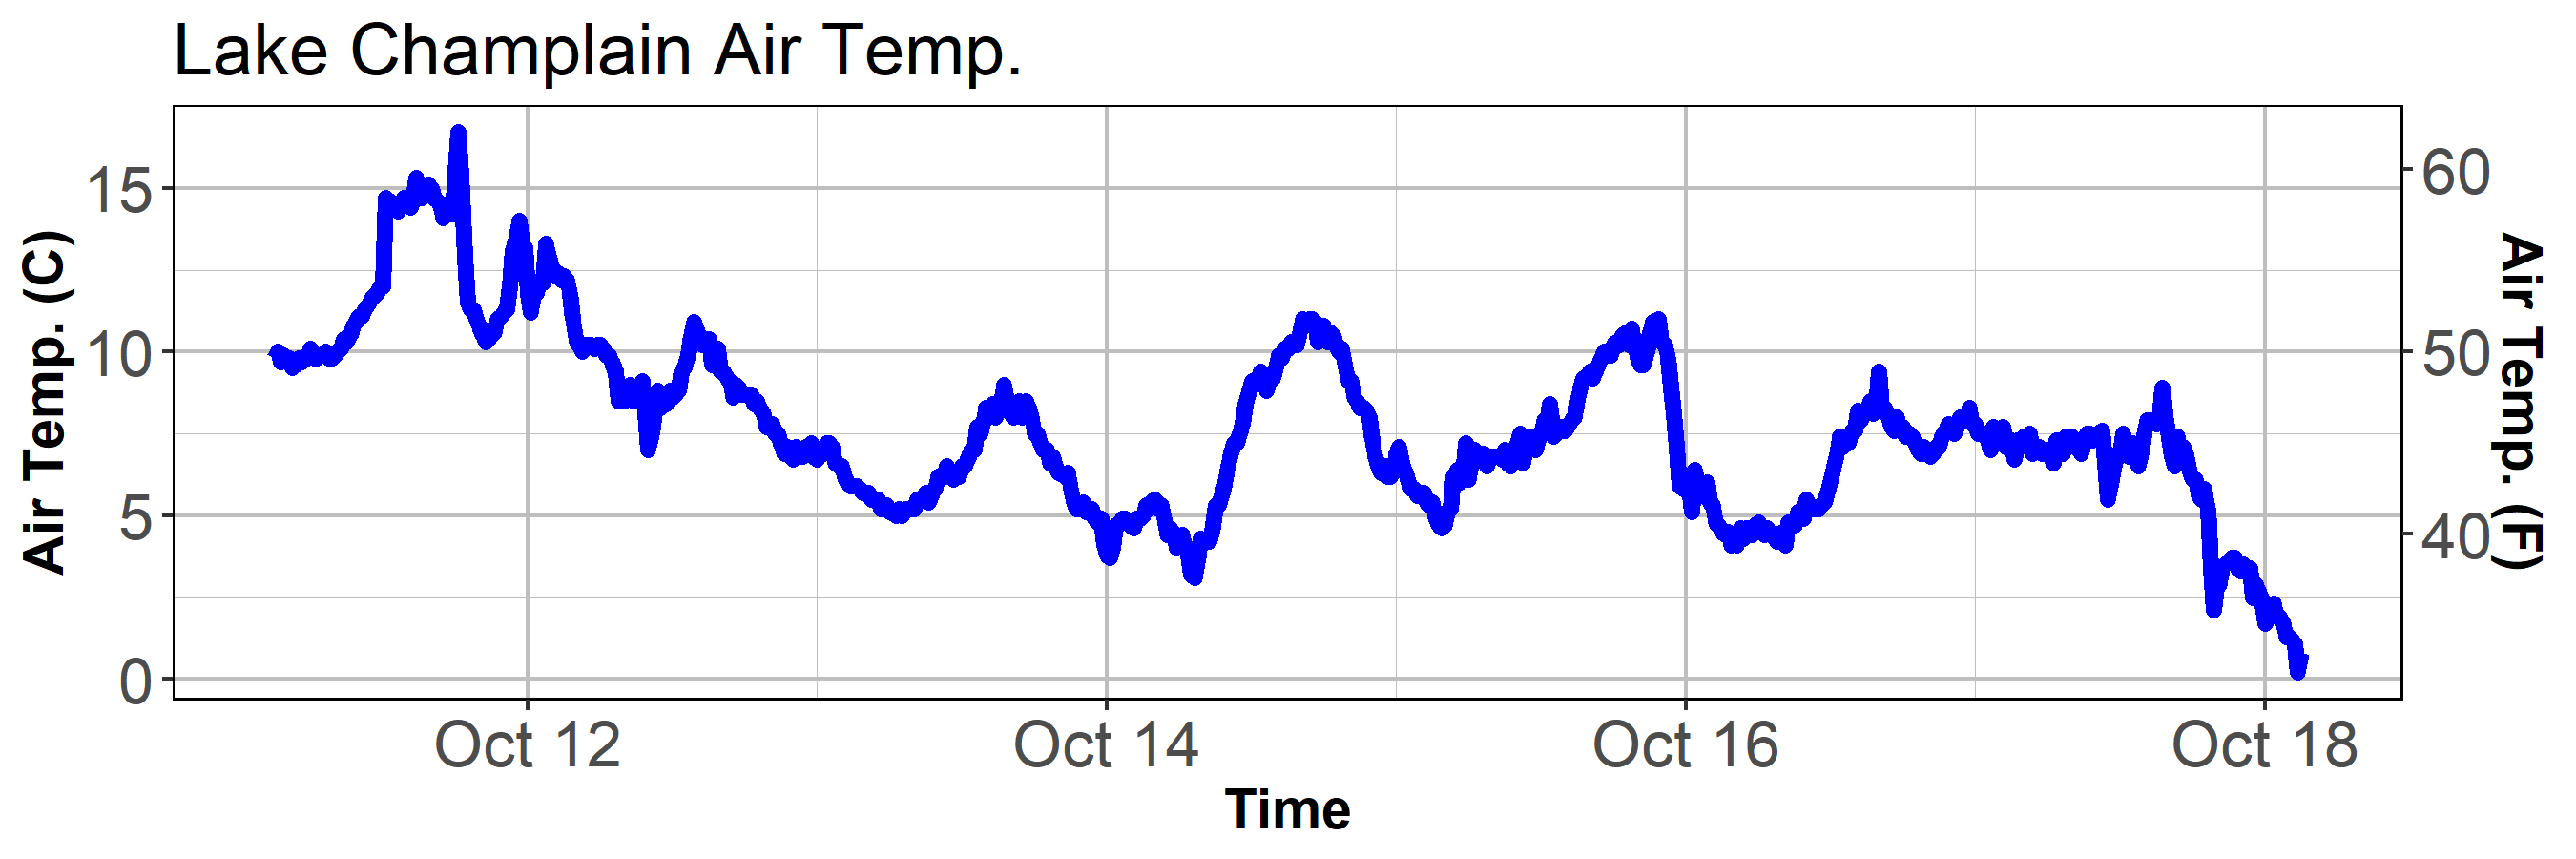 Lake Champlain Air Temp.
Air Temp. (C)
15
10
5
0
60
50
40
Air Temp. (F)
Oct 12
Oct 14
Oct 16
Oct 18
Time